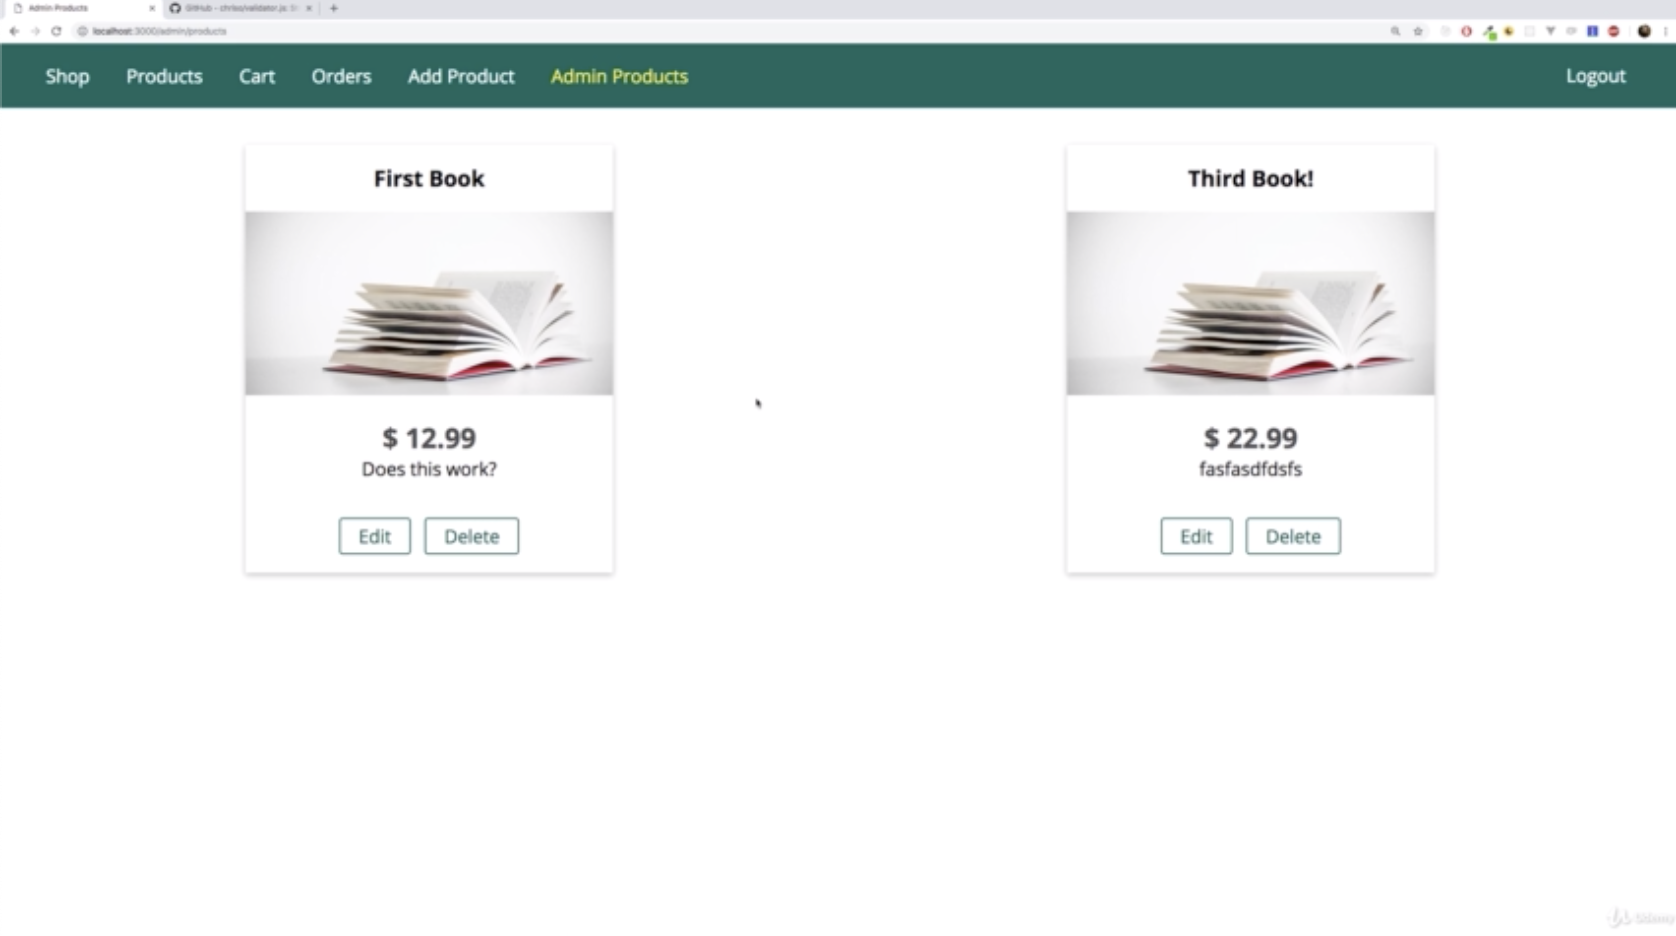 Admin Products
GitHub - chriso/validator.js: St
localhost:3000/admin/products
Shop Products Cart Orders Add Product Admin Products Logout
First Book
$ 12.99
Does this work?
Edit Delete
Third Book!
$ 22.99
fasfasdfdsfs
Edit Delete
Udemy